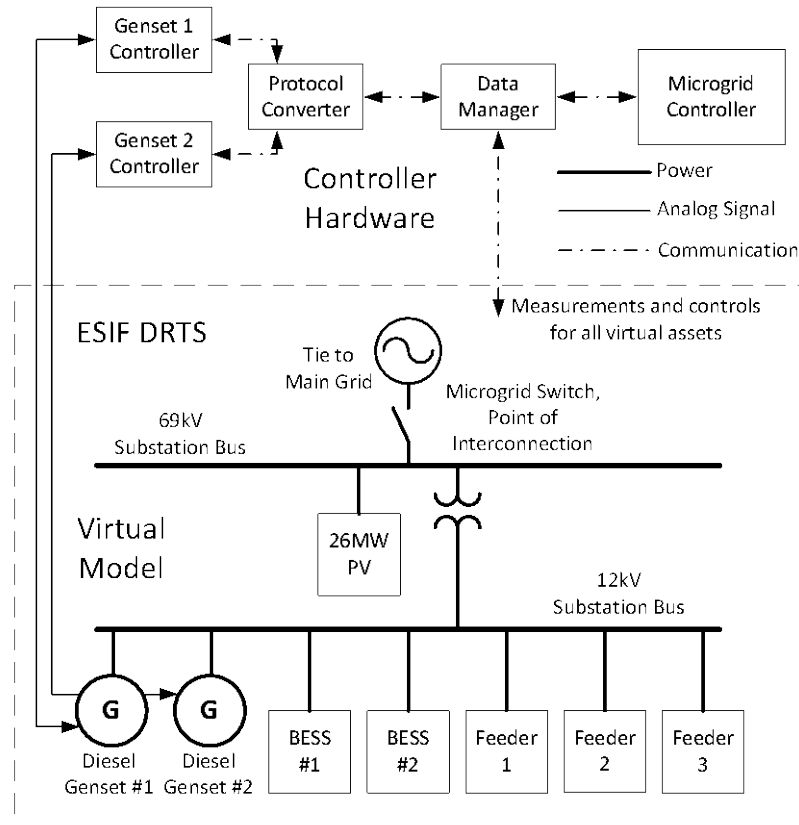 Genset 1
Controller
Protocol
Converter
Data
Manager
Microgrid
Controller
Genset 2
Controller
Controller
Hardware
Power
Analog Signal
Communication
ESIF DRTS
Measurements and controls
for all virtual assets
Tie to
Main Grid
Microgrid Switch,
Point of
Interconnection
69kV
Substation Bus
Virtual
Model
26MW
PV
12kV
Substation Bus
G
G
Diesel
Genset #1
Diesel
Genset #2
BESS
#1
BESS
#2
Feeder
1
Feeder
2
Feeder
3